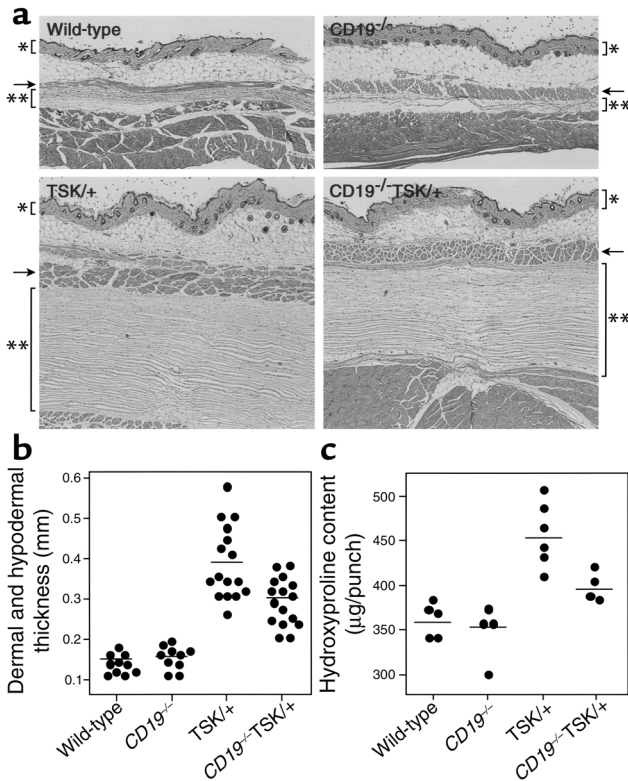 a
Wild-type
CD19⁻/⁻
*
**
*
**
TSK/+
CD19⁻/⁻TSK/+
*
**
*
**
b
Dermal and hypodermal
thickness (mm)
0.6
0.5
0.4
0.3
0.2
0.1
Wild-type
CD19⁻/⁻
TSK/+
CD19⁻/⁻TSK/+
c
Hydroxyproline content
(µg/punch)
500
450
400
350
300
Wild-type
CD19⁻/⁻
TSK/+
CD19⁻/⁻TSK/+